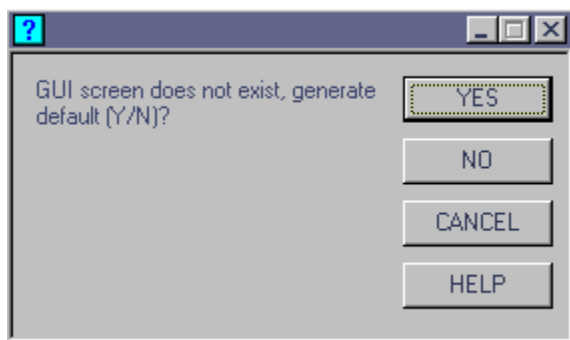 ?
GUI screen does not exist, generate
default (Y/N)?
YES
NO
CANCEL
HELP